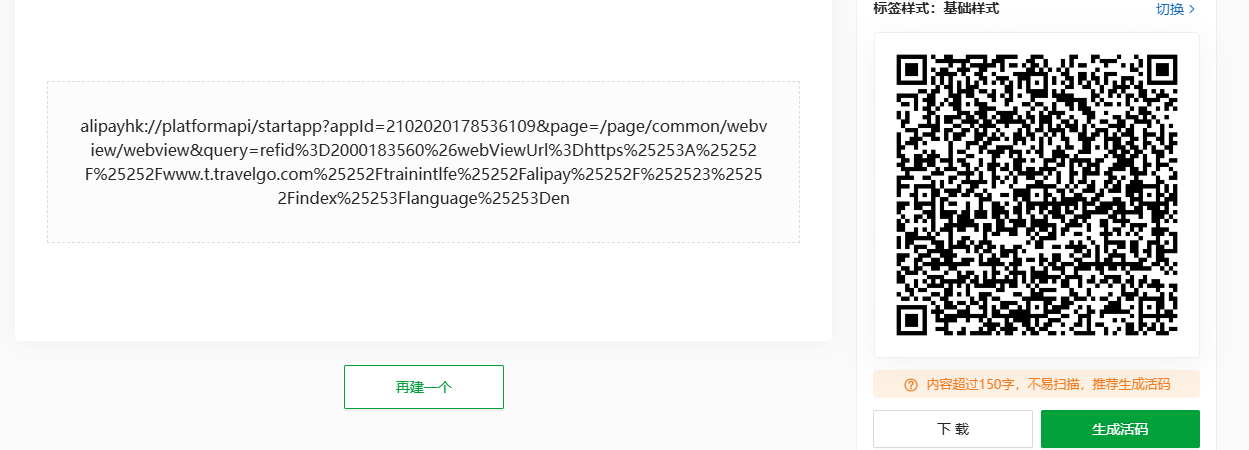 标签样式：基础样式
切换 >
alipayhk://platformapi/startapp?appId=2102020178536109&page=/page/common/webv
iew/webview&query=refid%3D2000183560%26webViewUrl%3Dhttps%25253A%25252
F%25252Fwww.t.travelgo.com%25252Ftrainintlfe%25252Falipay%25252F%252523%2525
2Findex%25253Flanguage%25253Den
再建一个
内容超过150字，不易扫描，推荐生成活码
下载
生成活码